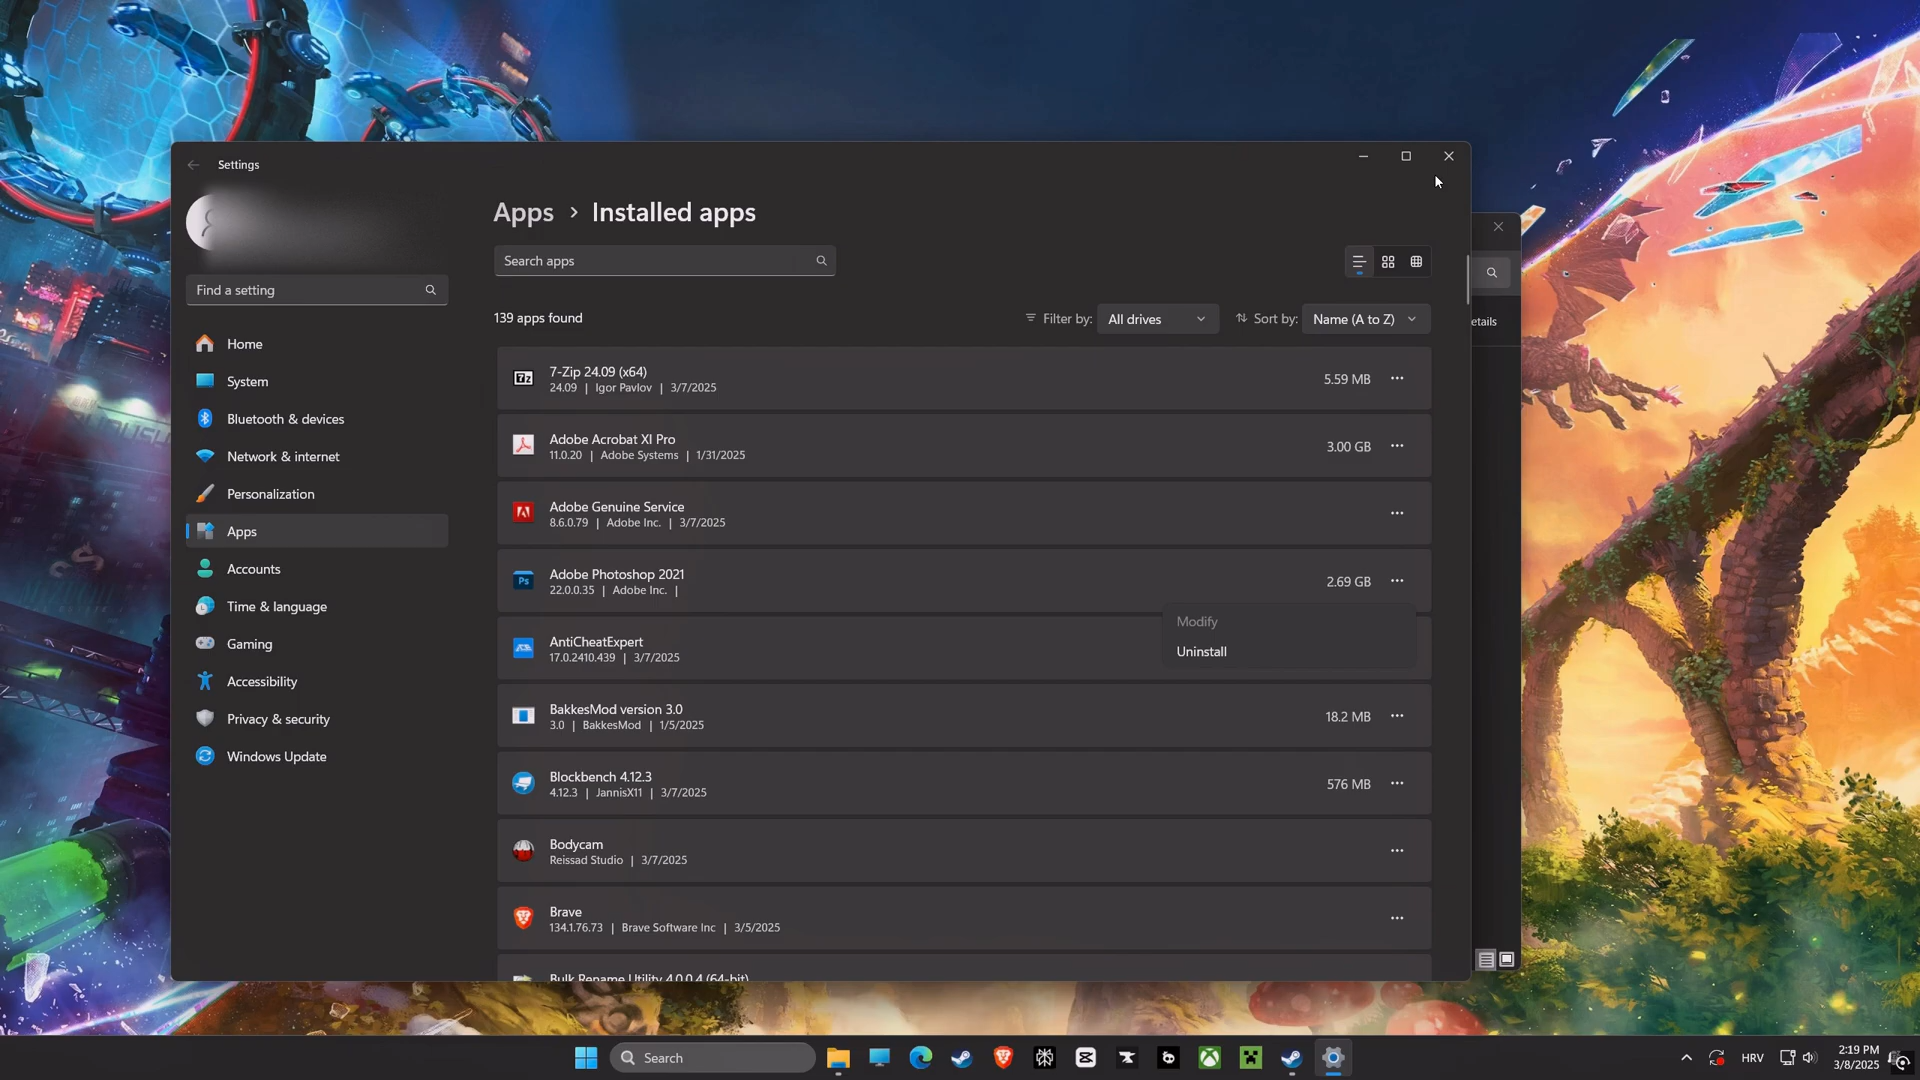 Settings
Find a setting
Home
System
Bluetooth & devices
Network & internet
Personalization
Apps
Accounts
Time & language
Gaming
Accessibility
Privacy & security
Windows Update
Apps > Installed apps
Search apps
139 apps found
Filter by: All drives
Sort by: Name (A to Z)
7-Zip 24.09 (x64)
24.09 | Igor Pavlov | 3/7/2025
5.59 MB
Adobe Acrobat XI Pro
11.0.20 | Adobe Systems | 1/31/2025
3.00 GB
Adobe Genuine Service
8.6.0.79 | Adobe Inc. | 3/7/2025
Adobe Photoshop 2021
22.0.0.35 | Adobe Inc. |
2.69 GB
Modify
Uninstall
AntiCheatExpert
17.0.2410.439 | 3/7/2025
BakkesMod version 3.0
3.0 | BakkesMod | 1/5/2025
18.2 MB
Blockbench 4.12.3
4.12.3 | JannisX11 | 3/7/2025
576 MB
Bodycam
Reissad Studio | 3/7/2025
Brave
134.1.76.73 | Brave Software Inc | 3/5/2025
Bulk Rename Utility 4.0.0.4 (64-bit)
etails
Search
HRV
2:19 PM
3/8/2025